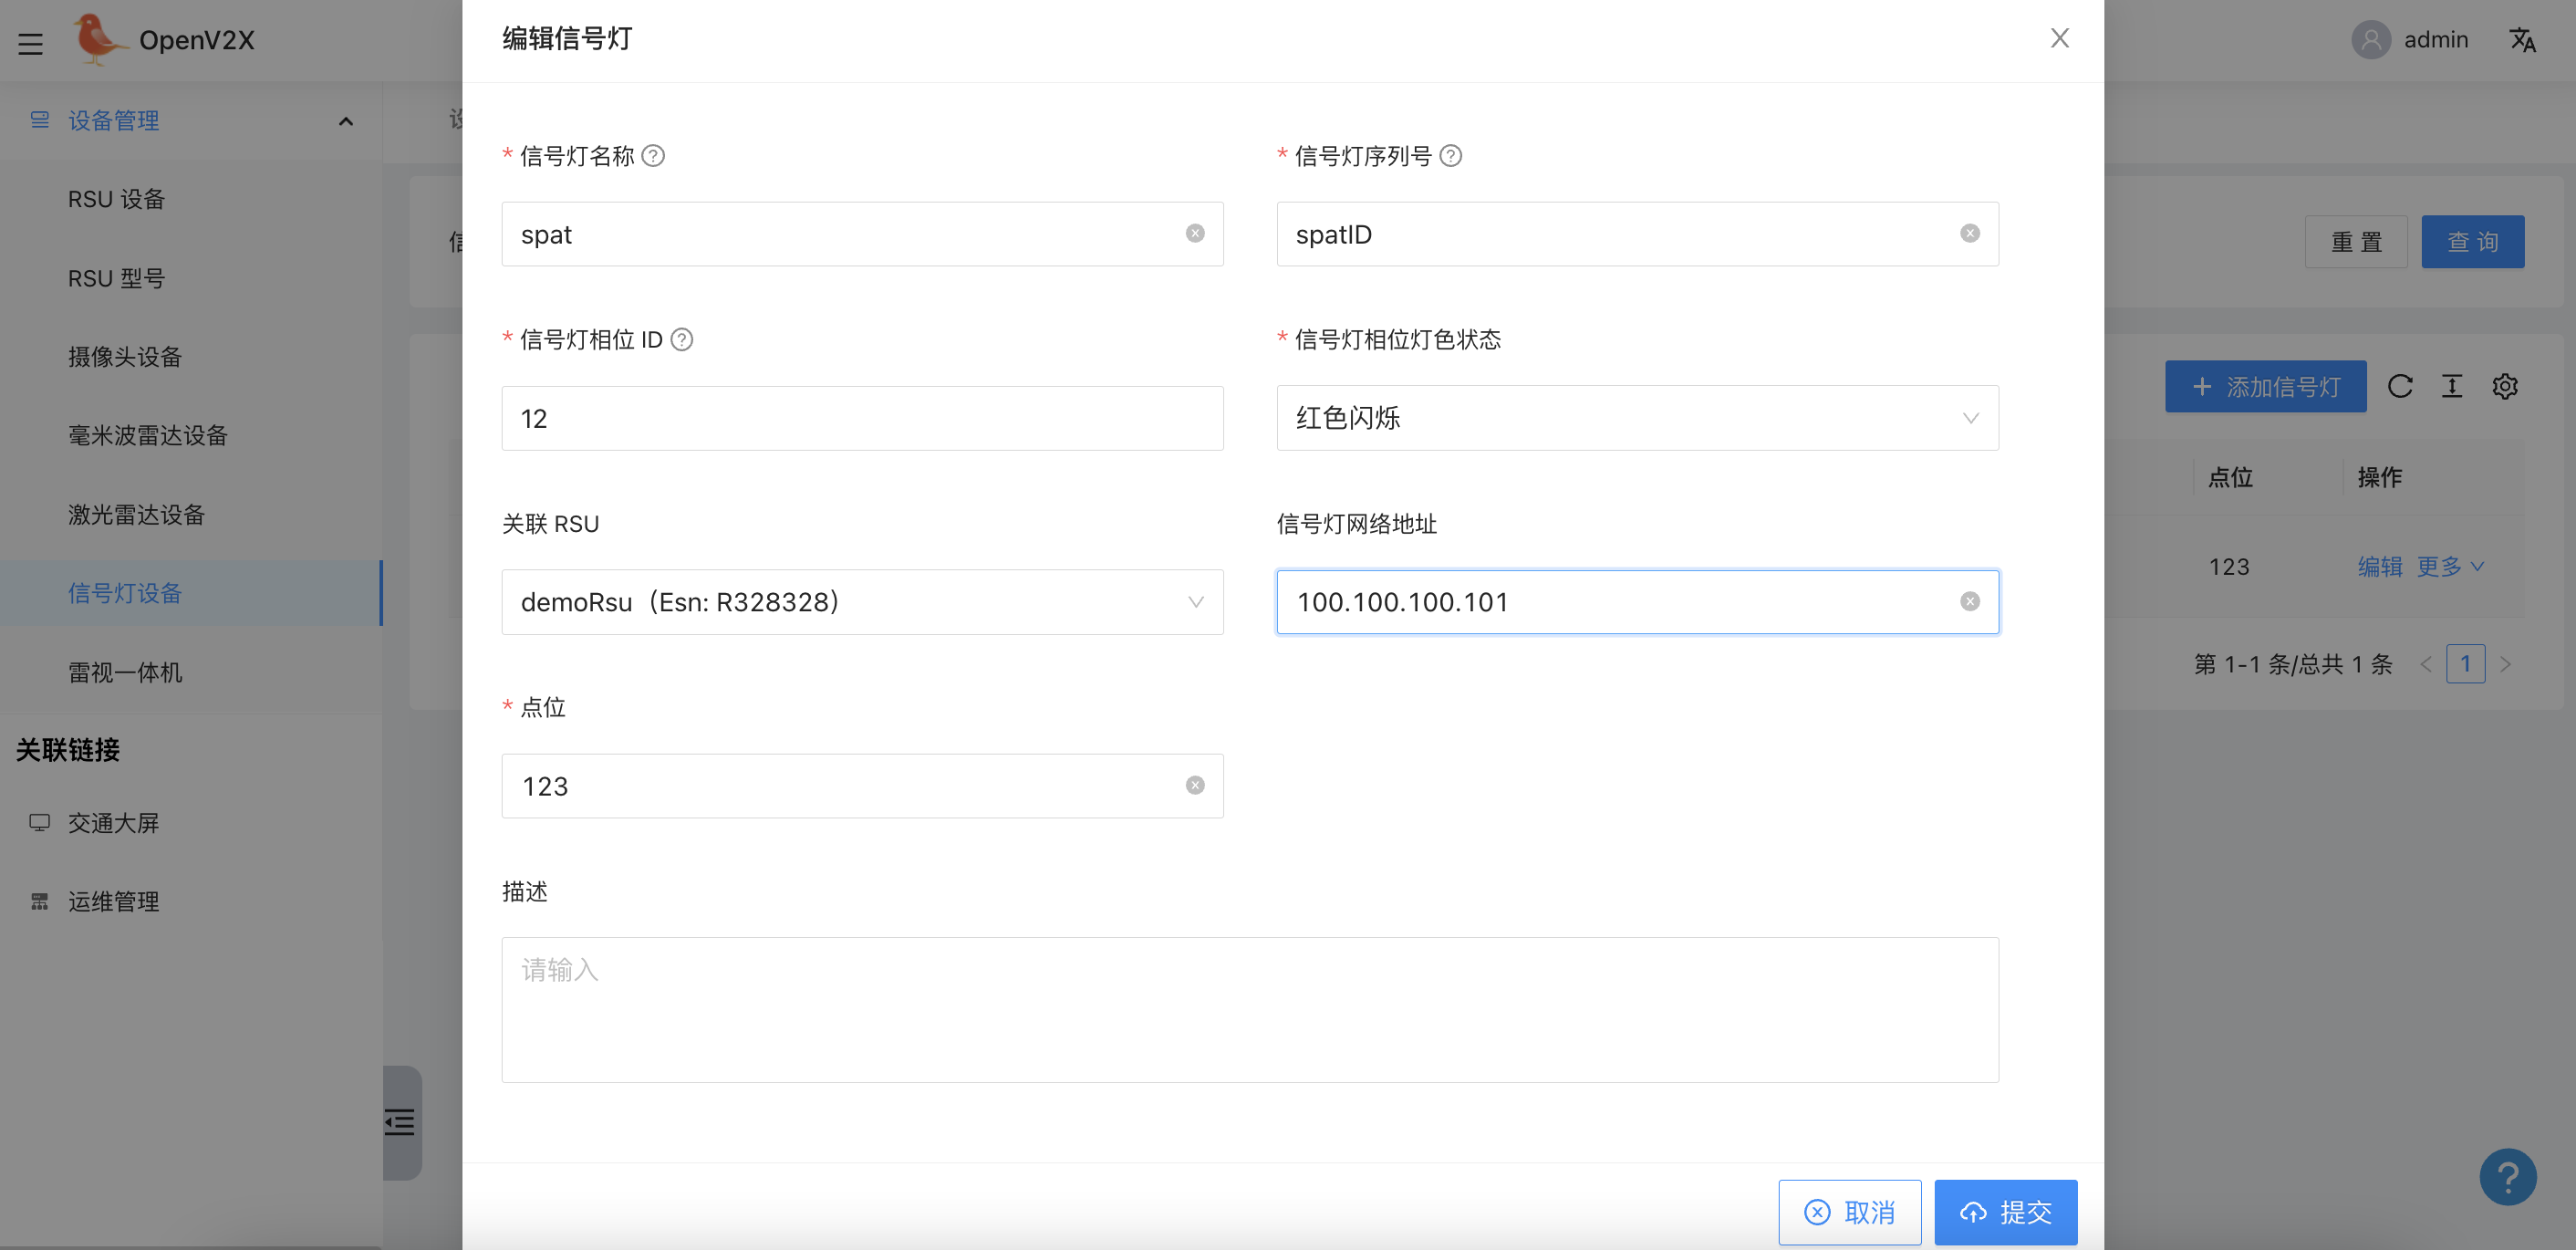 OpenV2X
编辑信号灯
admin
设备管理
RSU 设备
RSU 型号
摄像头设备
毫米波雷达设备
激光雷达设备
信号灯设备
雷视一体机
关联链接
交通大屏
运维管理
* 信号灯名称
* 信号灯序列号
spat
spatID
* 信号灯相位 ID
* 信号灯相位灯色状态
12
红色闪烁
关联 RSU
信号灯网络地址
demoRsu（Esn: R328328）
100.100.100.101
* 点位
123
描述
请输入
取消
提交
重 置
查 询
添加信号灯
点位
操作
123
编辑 更多
第 1-1 条/总共 1 条
1